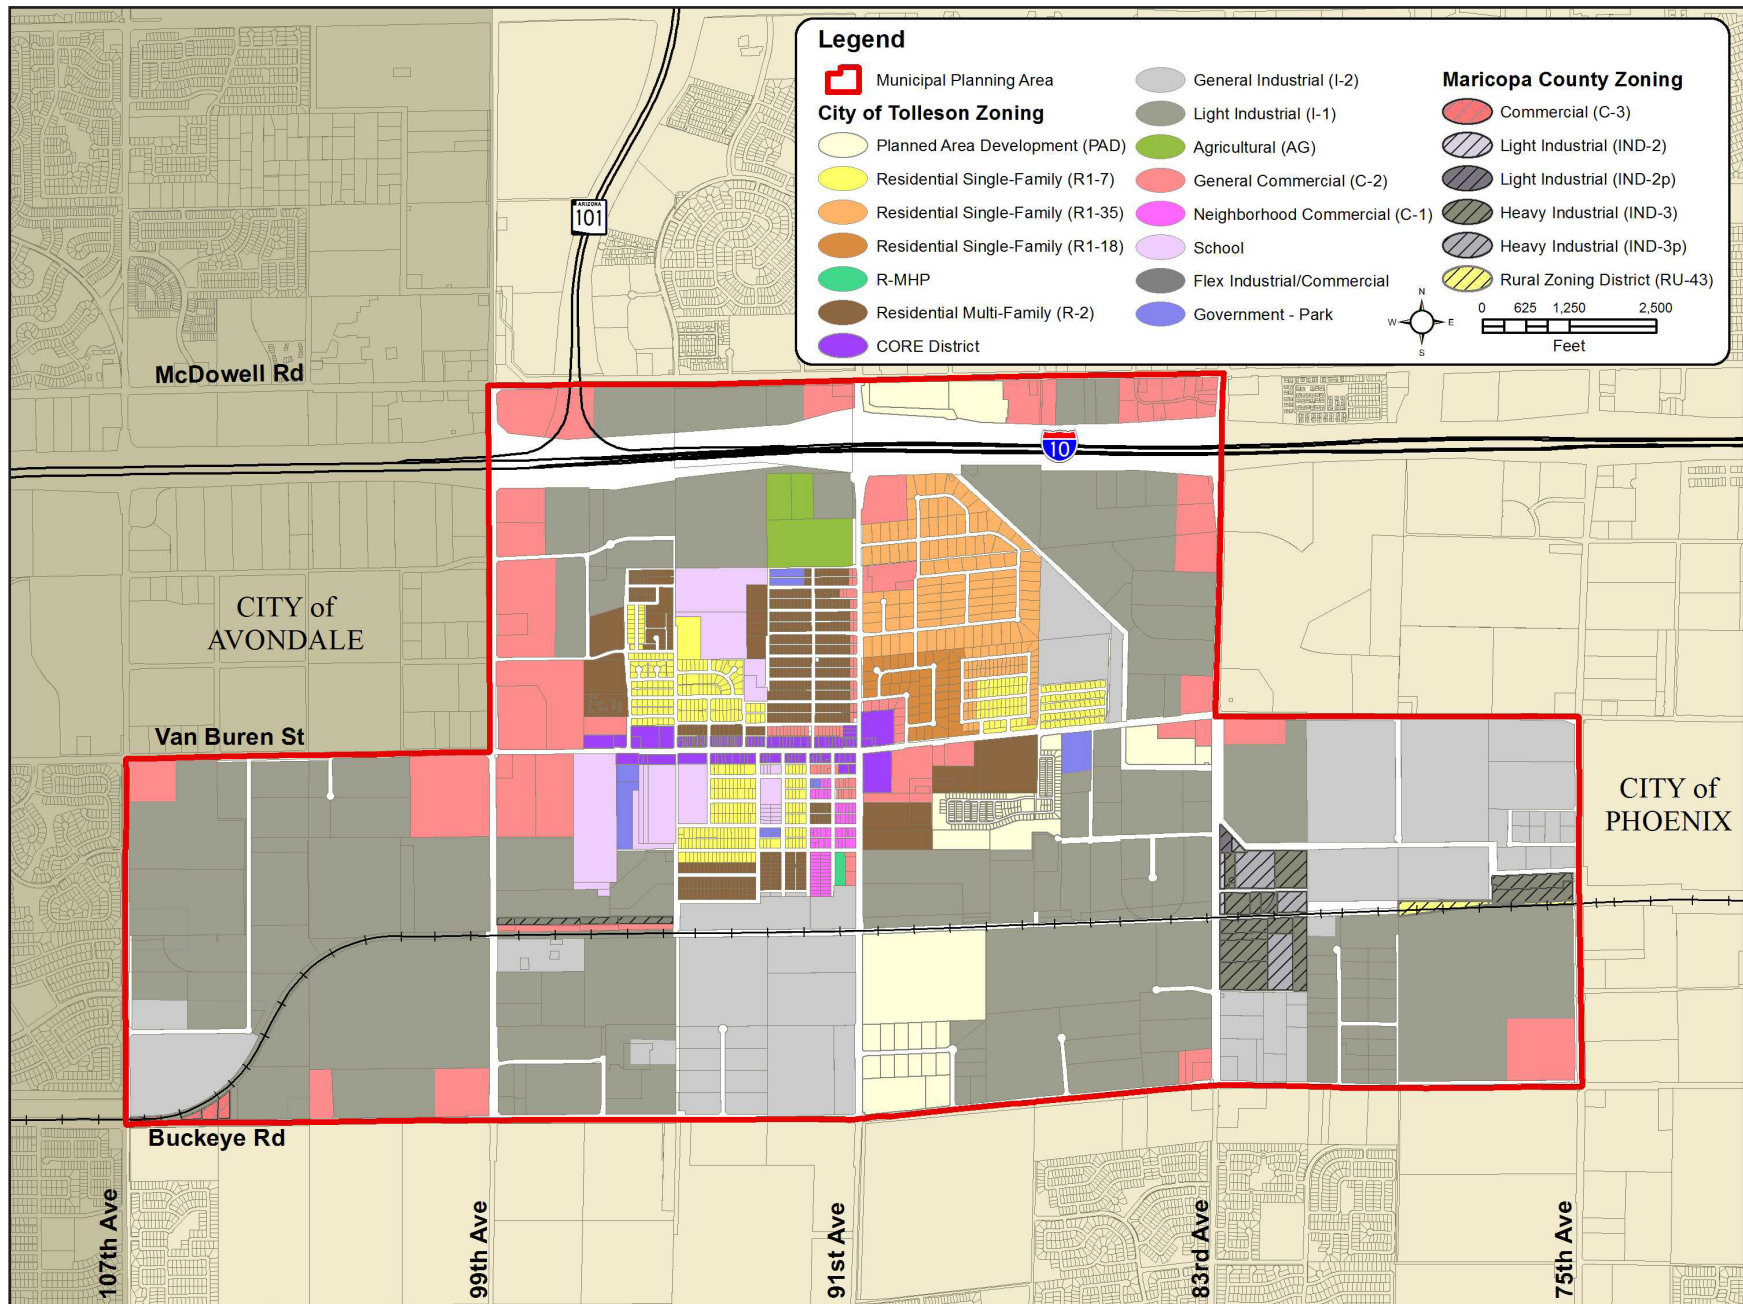 Legend
Municipal Planning Area
City of Tolleson Zoning
Planned Area Development (PAD)
Residential Single-Family (R1-7)
Residential Single-Family (R1-35)
Residential Single-Family (R1-18)
R-MHP
Residential Multi-Family (R-2)
CORE District
General Industrial (I-2)
Light Industrial (I-1)
Agricultural (AG)
General Commercial (C-2)
Neighborhood Commercial (C-1)
School
Flex Industrial/Commercial
Government - Park
Maricopa County Zoning
Commercial (C-3)
Light Industrial (IND-2)
Light Industrial (IND-2p)
Heavy Industrial (IND-3)
Heavy Industrial (IND-3p)
Rural Zoning District (RU-43)
N
W E
S
0 625 1,250 2,500
Feet
ARIZONA
101
McDowell Rd
10
CITY of
AVONDALE
Van Buren St
CITY of
PHOENIX
Buckeye Rd
107th Ave
99th Ave
91st Ave
83rd Ave
75th Ave